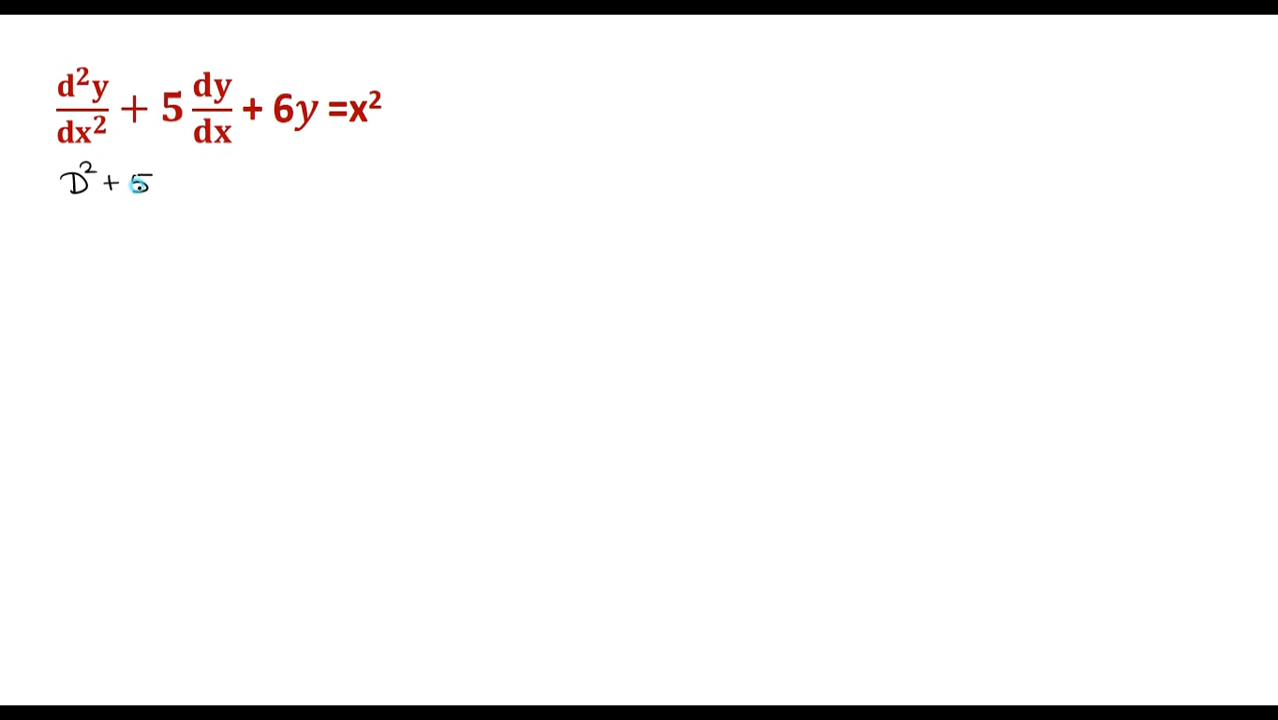 d²y/dx² + 5 dy/dx + 6y =x²
D² + 5